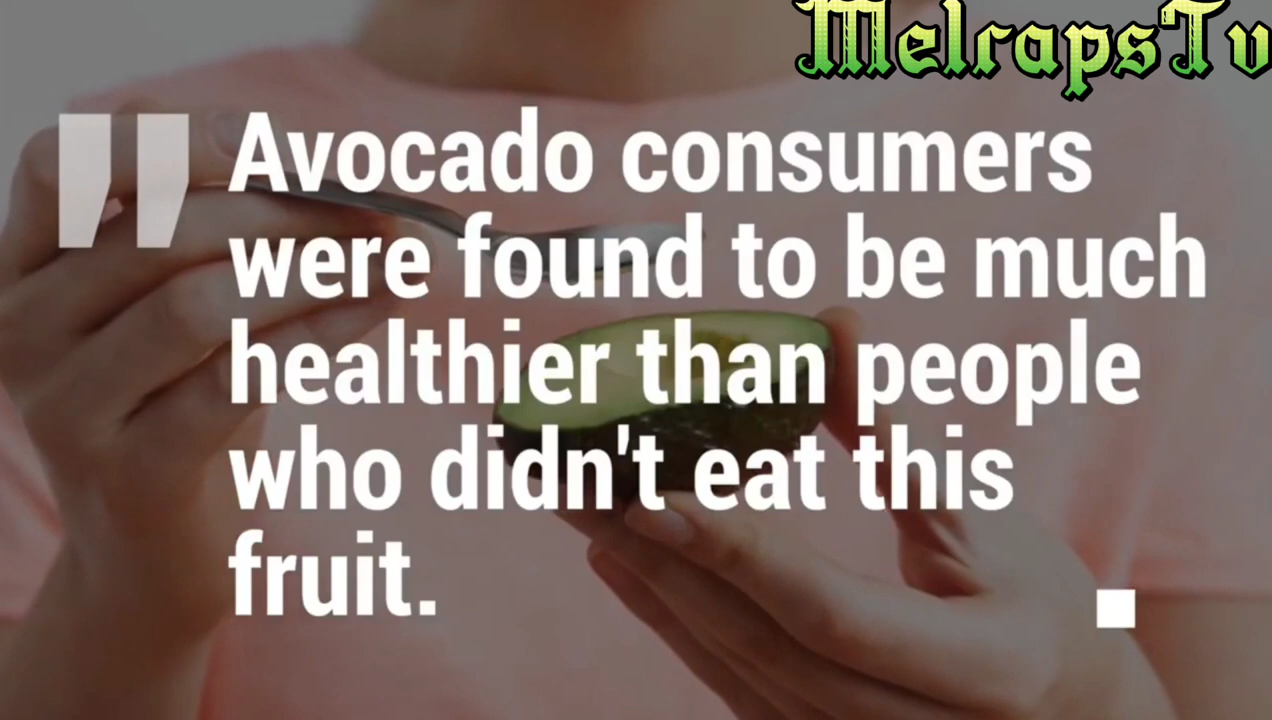 MelrapsTv
" Avocado consumers
were found to be much
healthier than people
who didn't eat this
fruit.